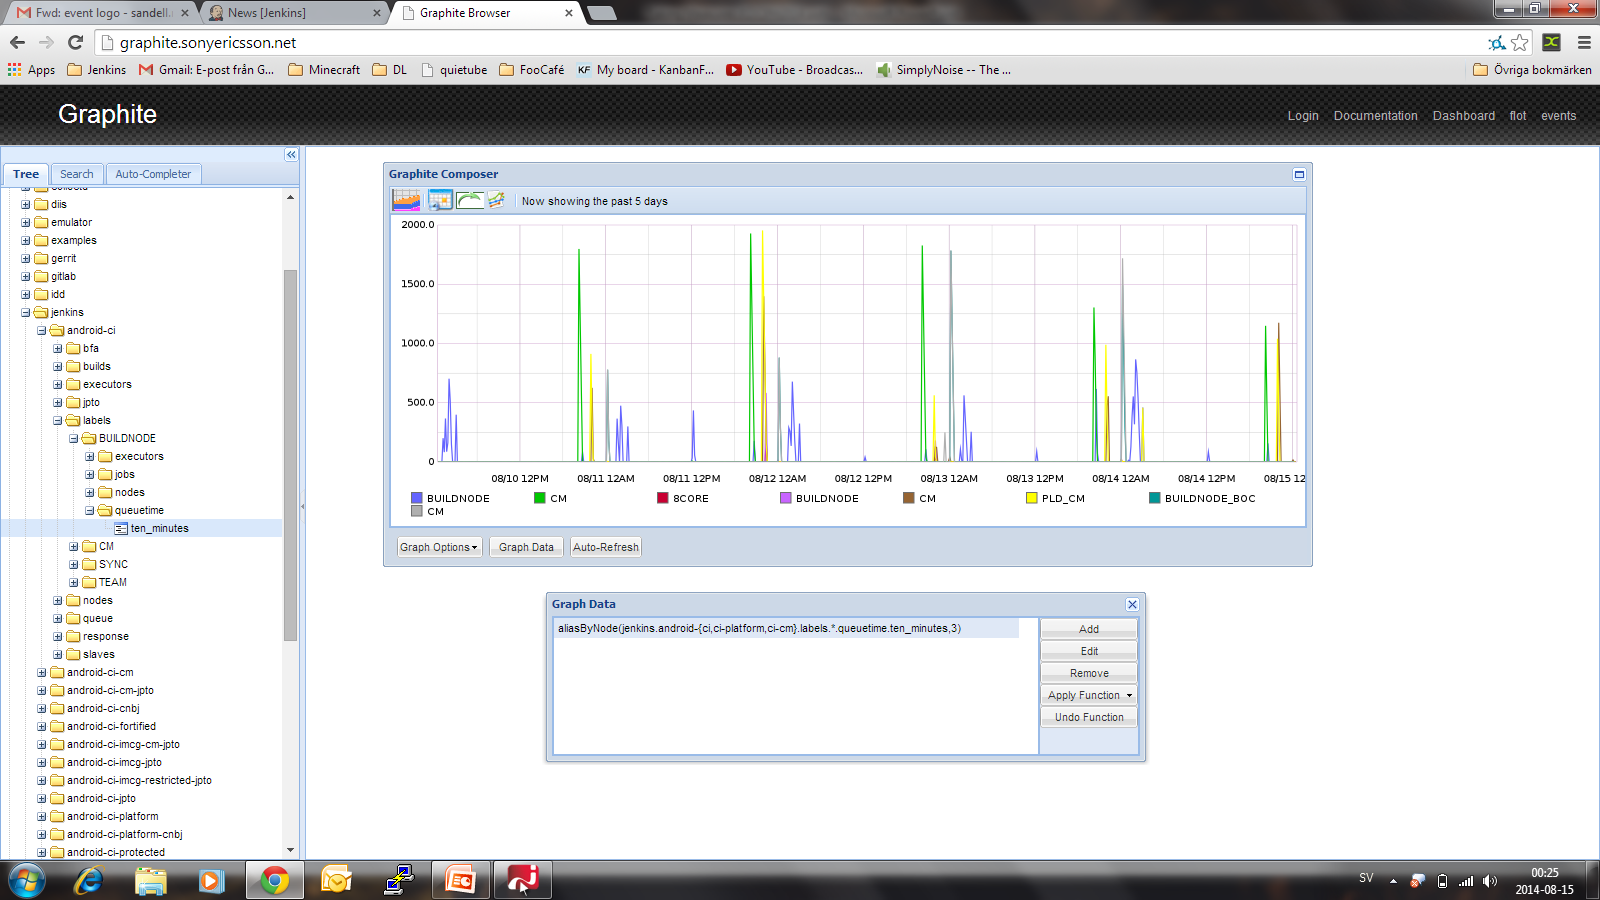 Fwd: event logo - sandell.
News [Jenkins]
Graphite Browser
graphite.sonyericsson.net
Apps
Jenkins
Gmail: E-post från G...
Minecraft
DL
quietube
FooCafé
KF My board - KanbanF...
YouTube - Broadcas...
SimplyNoise -- The ...
Övriga bokmärken
Graphite
Login
Documentation
Dashboard
flot
events
Tree
Search
Auto-Completer
diis
emulator
examples
gerrit
gitlab
idd
jenkins
android-ci
bfa
builds
executors
jpto
labels
BUILDNODE
executors
jobs
nodes
queuetime
ten_minutes
CM
SYNC
TEAM
nodes
queue
response
slaves
android-ci-cm
android-ci-cm-jpto
android-ci-cnbj
android-ci-fortified
android-ci-imcg-cm-jpto
android-ci-imcg-jpto
android-ci-imcg-restricted-jpto
android-ci-jpto
android-ci-platform
android-ci-platform-cnbj
android-ci-protected
Graphite Composer
Now showing the past 5 days
2000.0
1500.0
1000.0
500.0
0
08/10 12PM
08/11 12AM
08/11 12PM
08/12 12AM
08/12 12PM
08/13 12AM
08/13 12PM
08/14 12AM
08/14 12PM
08/15 12
BUILDNODE
CM
8CORE
BUILDNODE
CM
PLD_CM
BUILDNODE_BOC
CM
Graph Options
Graph Data
Auto-Refresh
Graph Data
aliasByNode(jenkins.android-{ci,ci-platform,ci-cm}.labels.*.queuetime.ten_minutes,3)
Add
Edit
Remove
Apply Function
Undo Function
SV
00:25
2014-08-15